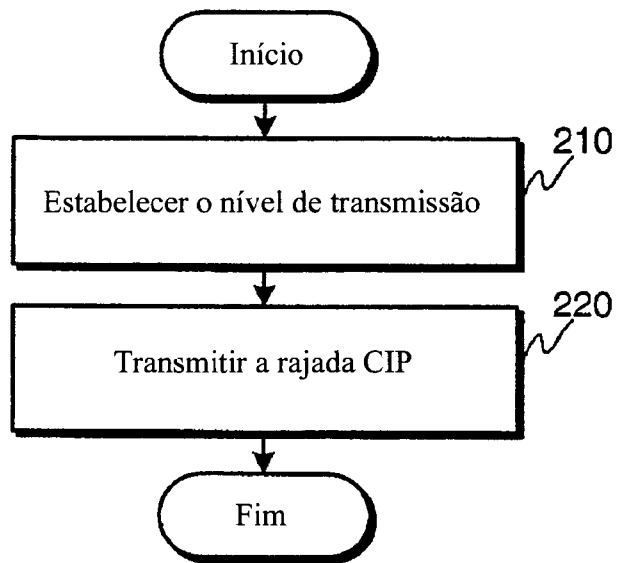 Início
210
Estabelecer o nível de transmissão
220
Transmitir a rajada CIP
Fim